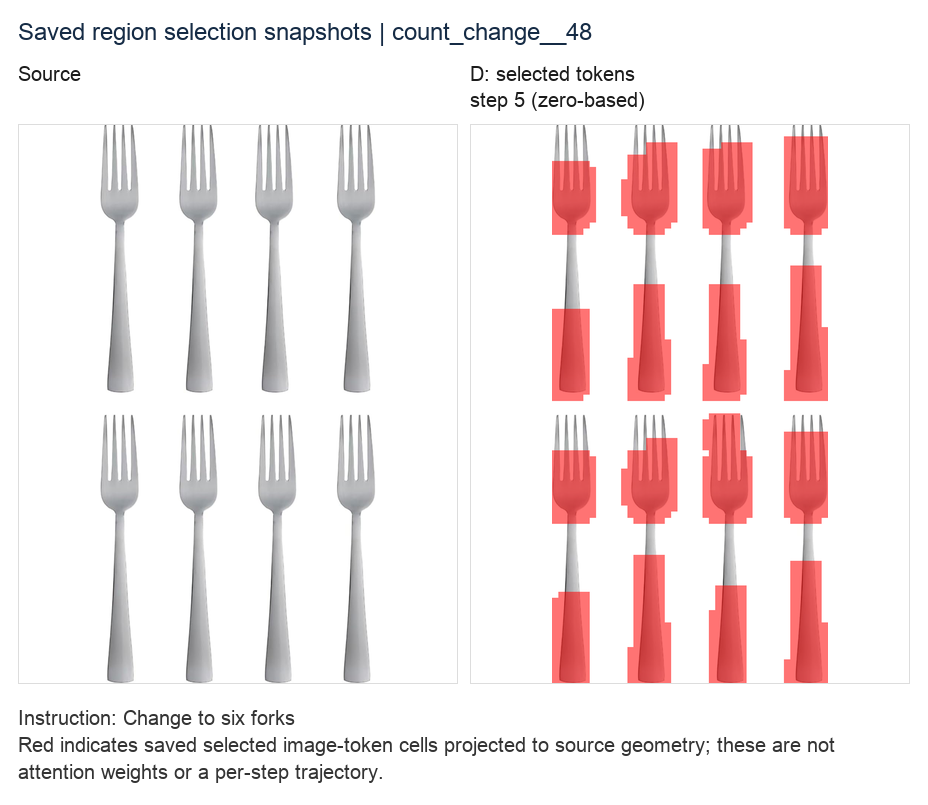 Saved region selection snapshots | count_change__48
Source
D: selected tokens
step 5 (zero-based)
Instruction: Change to six forks
Red indicates saved selected image-token cells projected to source geometry; these are not
attention weights or a per-step trajectory.